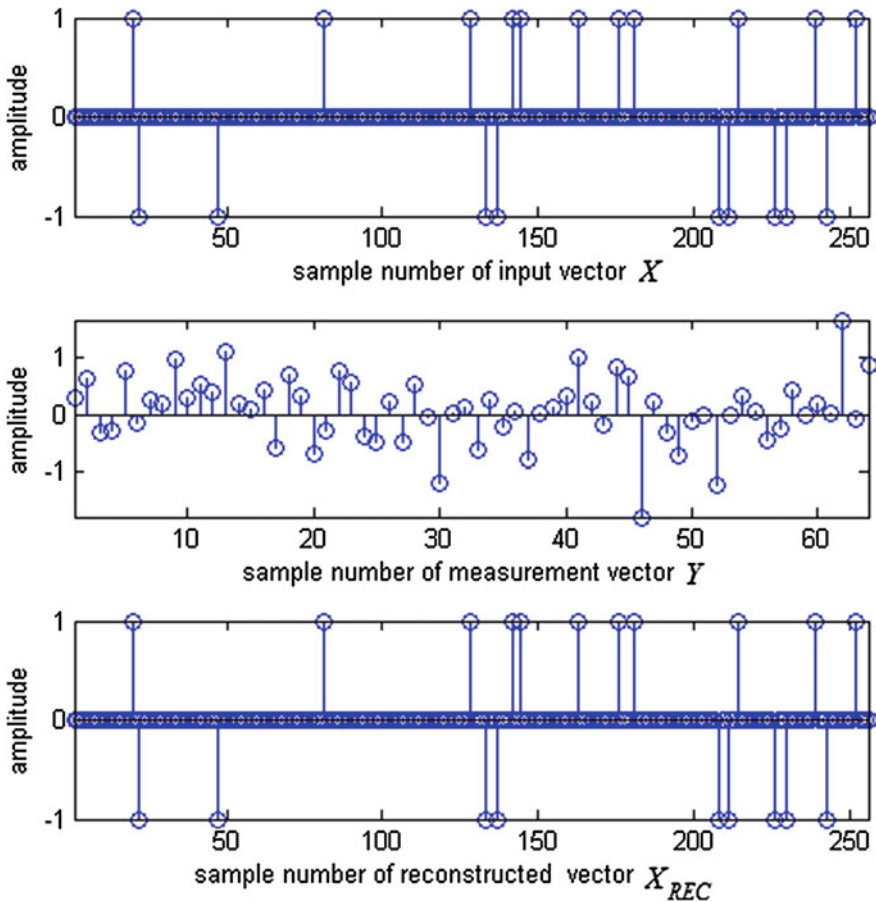 1
0
-1
amplitude
50 100 150 200 250
sample number of input vector X
1
0
-1
amplitude
10 20 30 40 50 60
sample number of measurement vector Y
1
0
-1
amplitude
50 100 150 200 250
sample number of reconstructed vector X_REC